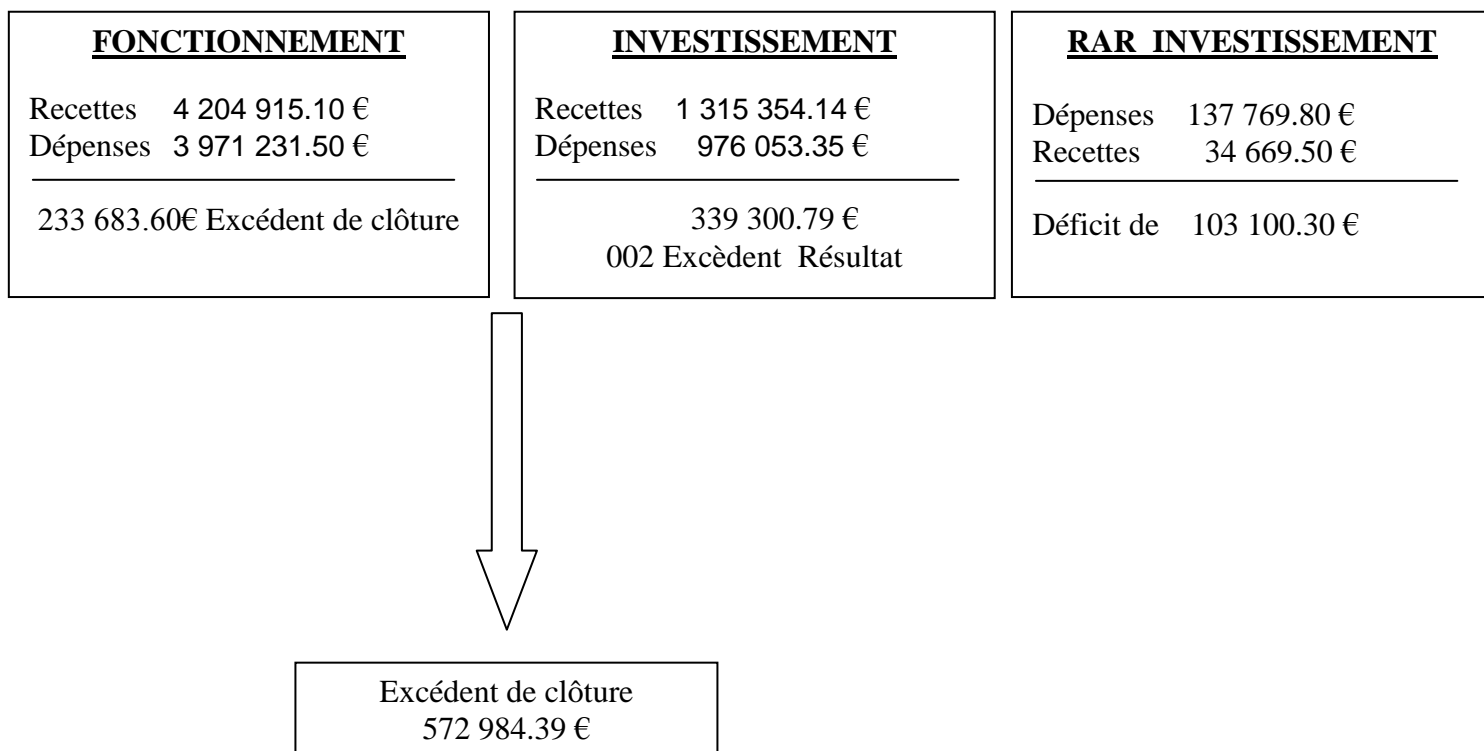 FONCTIONNEMENT
Recettes 4 204 915.10 €
Dépenses 3 971 231.50 €
233 683.60€ Excédent de clôture
INVESTISSEMENT
Recettes 1 315 354.14 €
Dépenses 976 053.35 €
339 300.79 €
002 Excèdent Résultat
RAR INVESTISSEMENT
Dépenses 137 769.80 €
Recettes 34 669.50 €
Déficit de 103 100.30 €
Excédent de clôture
572 984.39 €